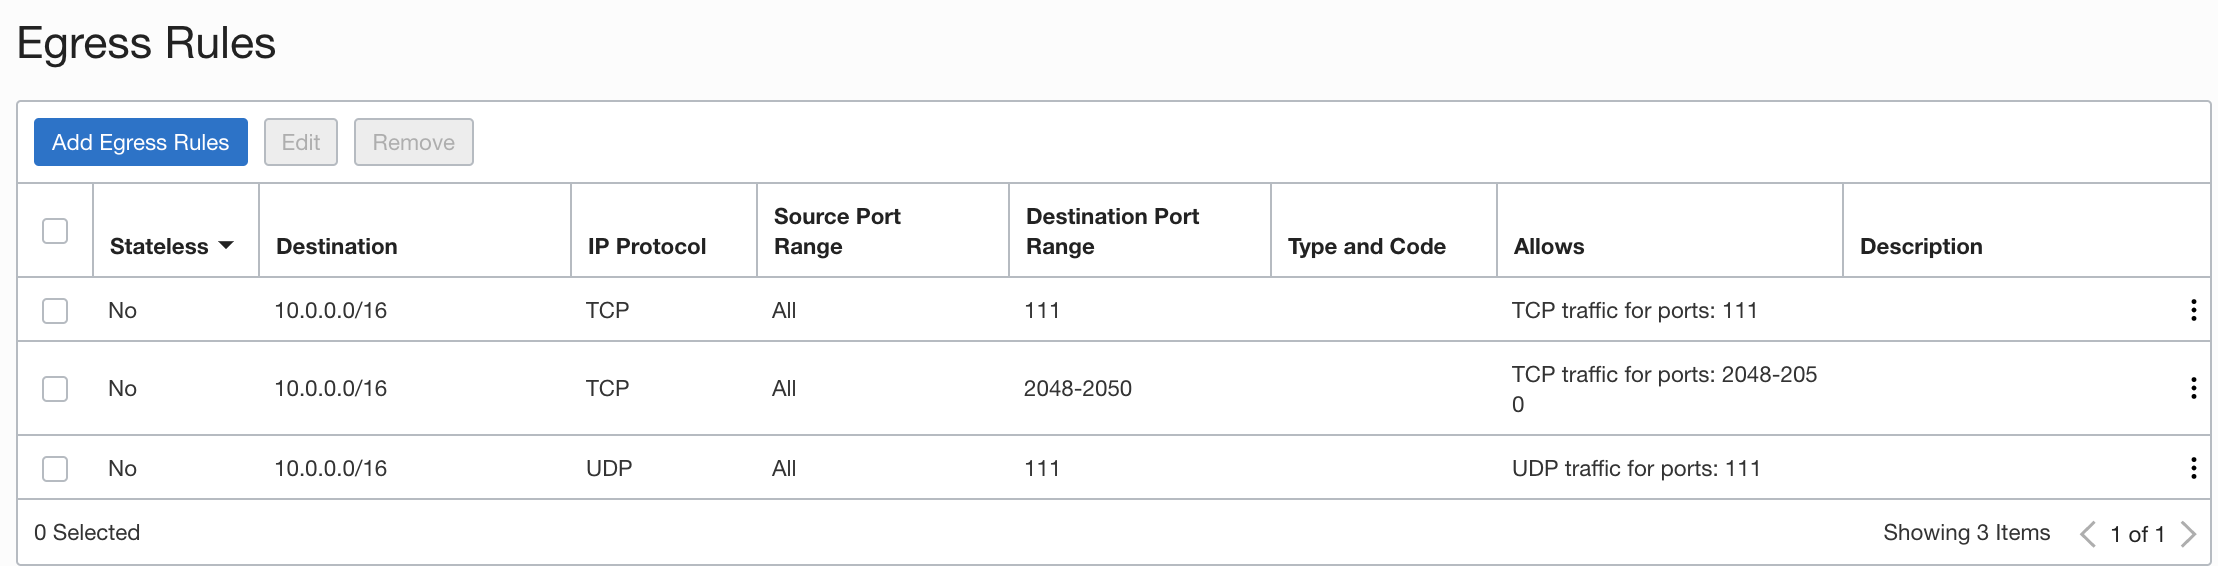 Egress Rules
Add Egress Rules Edit Remove
Stateless Destination IP Protocol Source Port Range Destination Port Range Type and Code Allows Description
No 10.0.0.0/16 TCP All 111 TCP traffic for ports: 111
No 10.0.0.0/16 TCP All 2048-2050 TCP traffic for ports: 2048-205
0
No 10.0.0.0/16 UDP All 111 UDP traffic for ports: 111
0 Selected Showing 3 Items 1 of 1